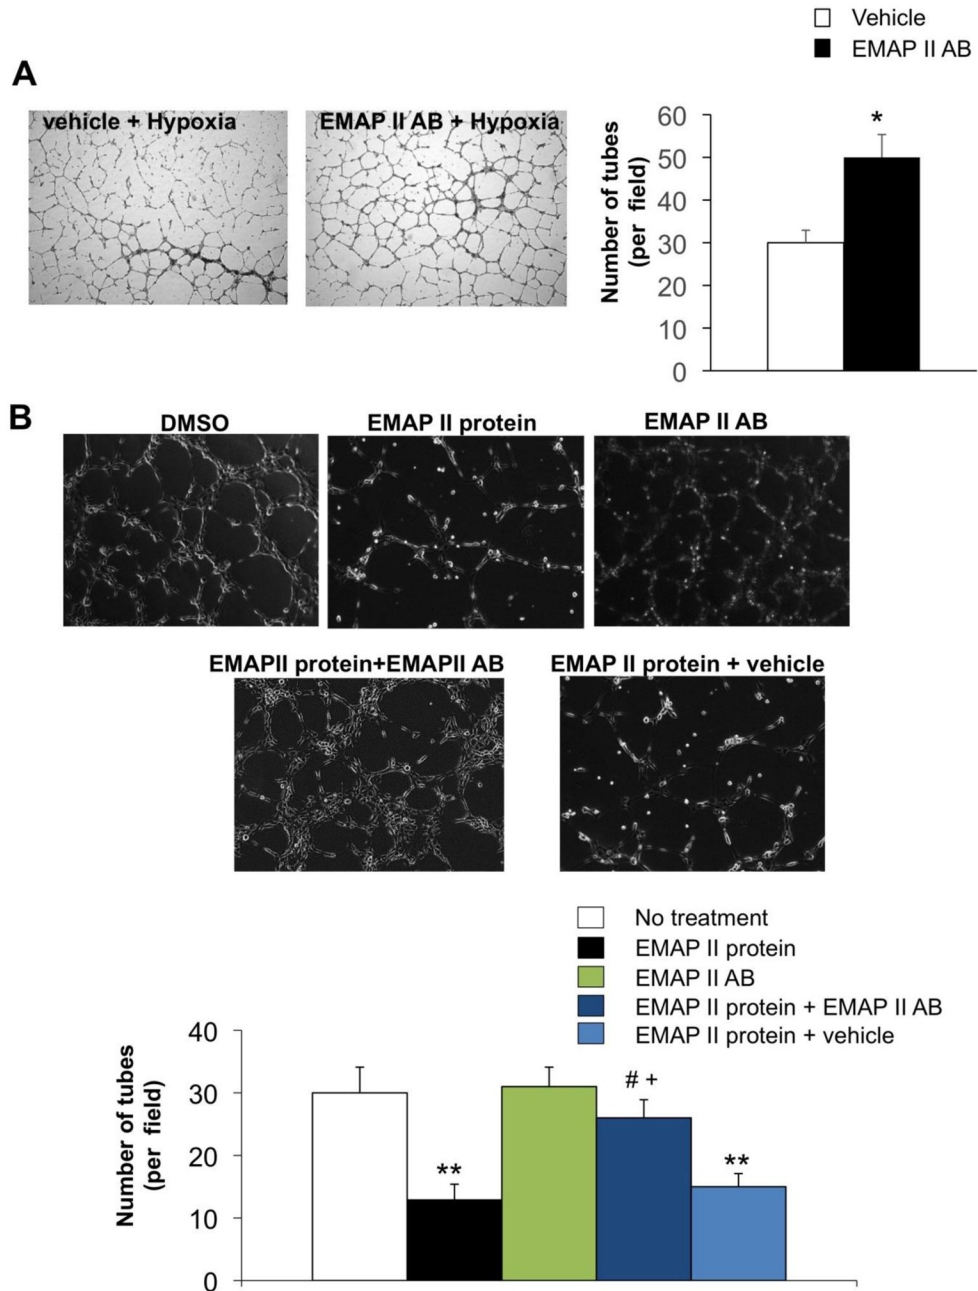 Vehicle
EMAP II AB
A
vehicle + Hypoxia
EMAP II AB + Hypoxia
*
60
50
40
30
20
10
0
Number of tubes
(per field)
B
DMSO
EMAP II protein
EMAP II AB
EMAPII protein+EMAPII AB
EMAP II protein + vehicle
No treatment
EMAP II protein
EMAP II AB
EMAP II protein + EMAP II AB
EMAP II protein + vehicle
40
30
20
10
0
Number of tubes
(per field)
**
# +
**